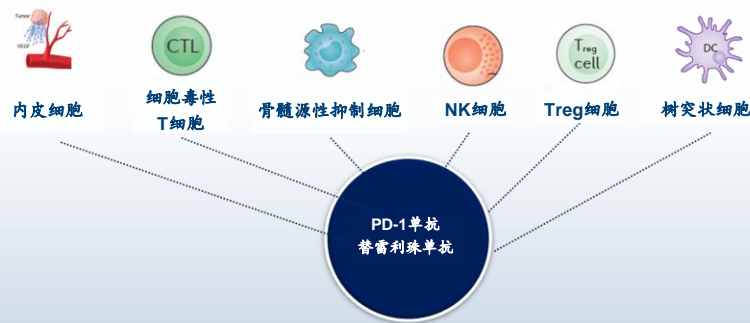 Tumor
VEGF
CTL
Treg
cell
DC
内皮细胞
细胞毒性
T细胞
骨髓源性抑制细胞
NK细胞
Treg细胞
树突状细胞
PD-1单抗
替雷利珠单抗